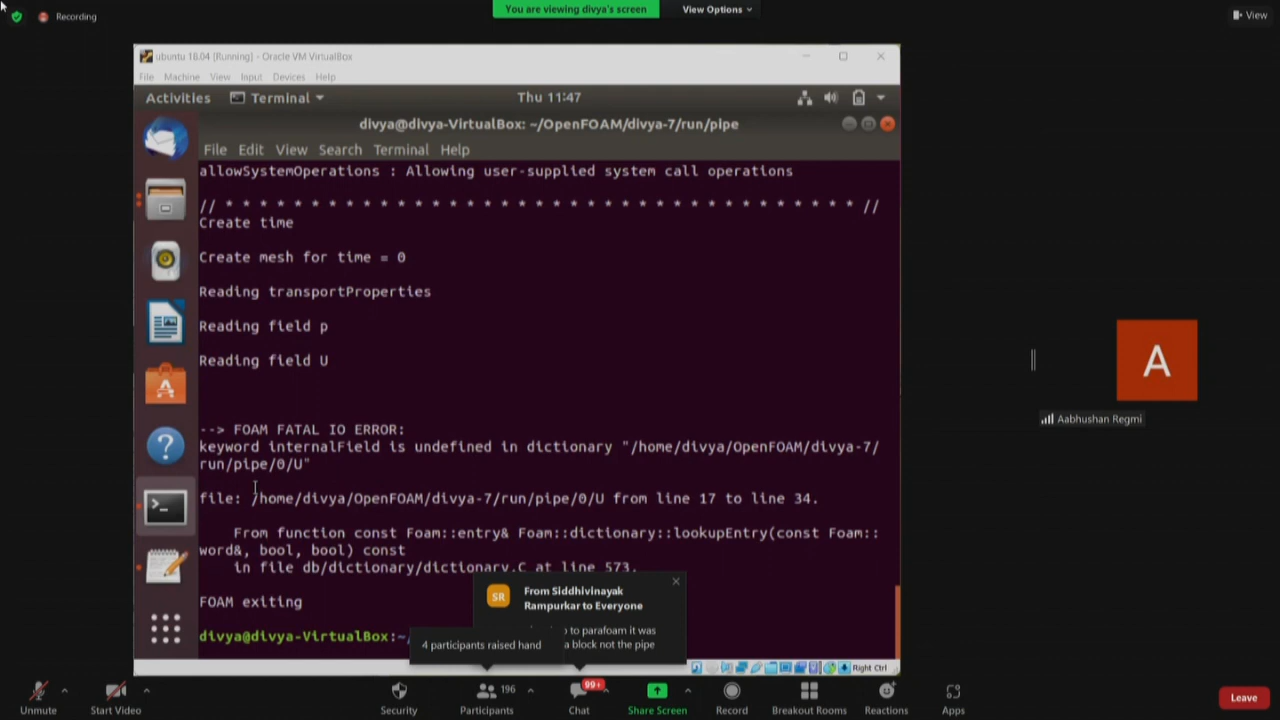 Recording
You are viewing divya's screen
View Options
View
ubuntu 18.04 [Running] - Oracle VM VirtualBox
File Machine View Input Devices Help
Activities Terminal Thu 11:47
divya@divya-VirtualBox: ~/OpenFOAM/divya-7/run/pipe
File Edit View Search Terminal Help
allowSystemOperations : Allowing user-supplied system call operations
// * * * * * * * * * * * * * * * * * * * * * * * * * * * * * * * * * * * * * //
Create time
Create mesh for time = 0
Reading transportProperties
Reading field p
Reading field U
--> FOAM FATAL IO ERROR:
keyword internalField is undefined in dictionary "/home/divya/OpenFOAM/divya-7/
run/pipe/0/U"
file: /home/divya/OpenFOAM/divya-7/run/pipe/0/U from line 17 to line 34.
From function const Foam::entry& Foam::dictionary::lookupEntry(const Foam::
word&, bool, bool) const
in file db/dictionary/dictionary.C at line 573.
FOAM exiting
divya@divya-VirtualBox:~/
SR
From Siddhivinayak
Rampurkar to Everyone
to parafoam it was
a block not the pipe
4 participants raised hand
Right Ctrl
A
Aabhushan Regmi
Unmute
Start Video
Security
196
Participants
99+
Chat
Share Screen
Record
Breakout Rooms
Reactions
Apps
Leave